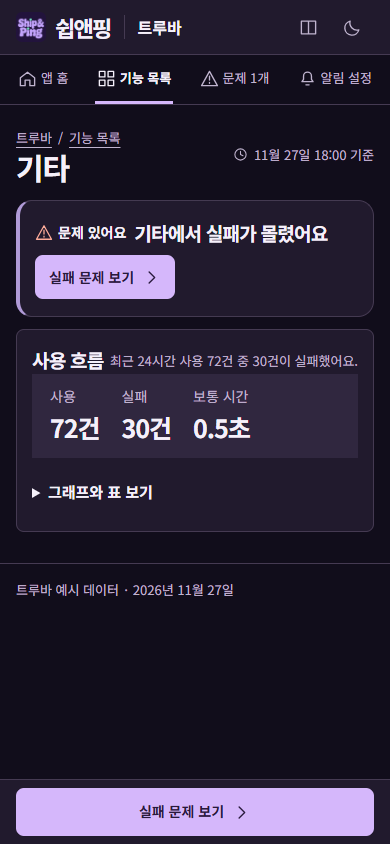 Ship& Ping 쉽앤핑 트루바
앱 홈 기능 목록 문제 1개 알림 설정
트루바 / 기능 목록
기타
11월 27일 18:00 기준
문제 있어요 기타에서 실패가 몰렸어요
실패 문제 보기
사용 흐름 최근 24시간 사용 72건 중 30건이 실패했어요.
사용 실패 보통 시간
72건 30건 0.5초
그래프와 표 보기
트루바 예시 데이터 · 2026년 11월 27일
실패 문제 보기